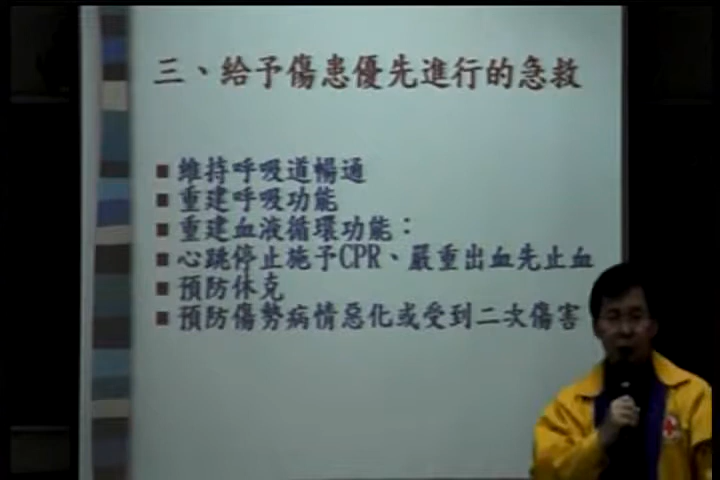 三、給予傷患優先進行的急救
■維持呼吸道暢通
■重建呼吸功能
■重建血液循環功能：
■心跳停止施予CPR、嚴重出血先止血
■預防休克
■預防傷勢病情惡化或受到二次傷害